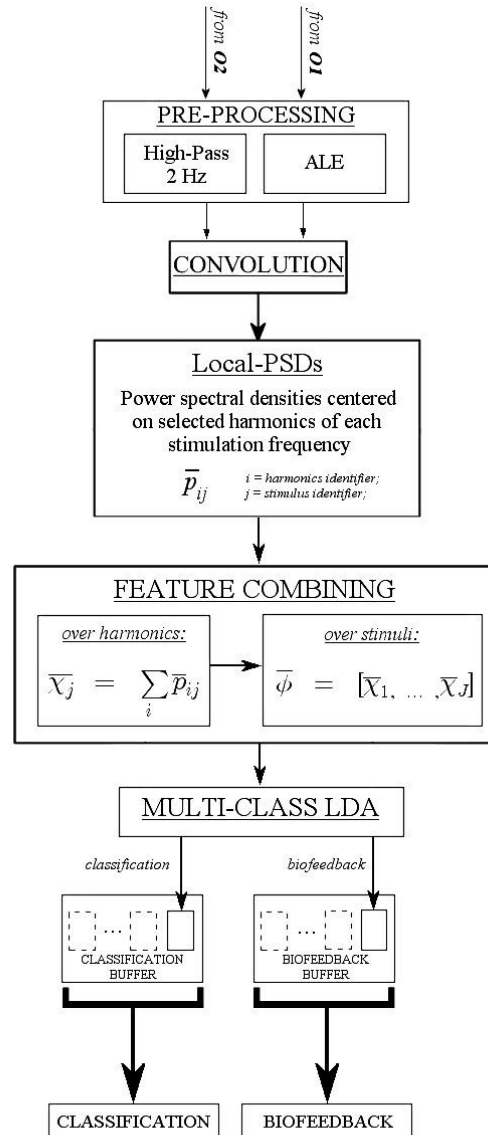 from O2
from O1
PRE-PROCESSING
High-Pass
2 Hz
ALE
CONVOLUTION
Local-PSDs
Power spectral densities centered
on selected harmonics of each
stimulation frequency
p̅ij
i = harmonics identifier;
j = stimulus identifier;
FEATURE COMBINING
over harmonics:
χ̅j = ∑i p̅ij
over stimuli:
ϕ̅ = [χ̅1, ... ,χ̅J]
MULTI-CLASS LDA
classification
biofeedback
...
CLASSIFICATION
BUFFER
...
BIOFEEDBACK
BUFFER
CLASSIFICATION
BIOFEEDBACK